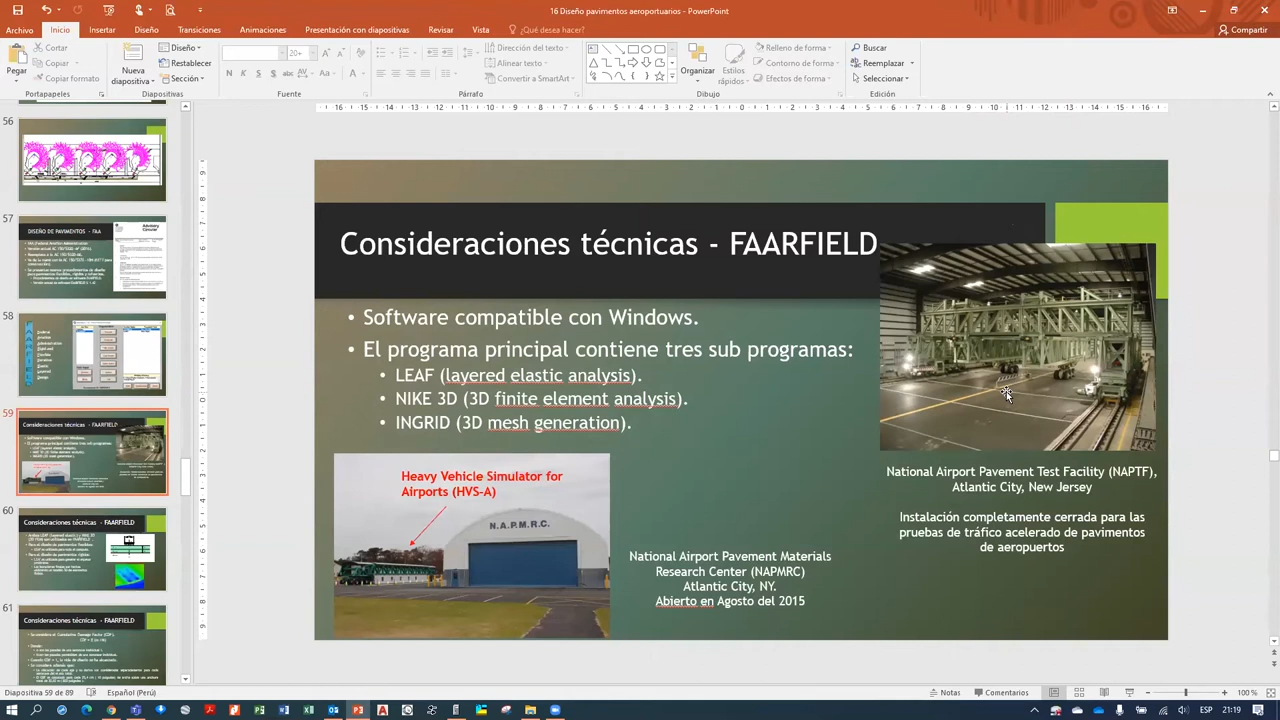 16 Diseño pavimentos aeroportuarios - PowerPoint
Archivo Inicio Insertar Diseño Transiciones Animaciones Presentación con diapositivas Revisar Vista ¿Qué desea hacer? Compartir
Pegar
Cortar
Copiar
Copiar formato
Portapapeles
Nueva
diapositiva
Diseño
Restablecer
Sección
Diapositivas
20+
Fuente
Párrafo
Dirección del texto
Alinear texto
Convertir a SmartArt
Dibujo
Organizar
Estilos
rápidos
Relleno de forma
Contorno de forma
Efectos de forma
Buscar
Reemplazar
Seleccionar
Edición
56
57
DISEÑO DE PAVIMENTOS - FAA
58
59
Consideraciones técnicas - FAARFIELD
60
Consideraciones técnicas - FAARFIELD
61
Consideraciones técnicas - FAARFIELD
Consideraciones técnicas - FAARFIELD
• Software compatible con Windows.
• El programa principal contiene tres sub programas:
• LEAF (layered elastic analysis).
• NIKE 3D (3D finite element analysis).
• INGRID (3D mesh generation).
Heavy Vehicle Simulator for
Airports (HVS-A)
N.A.P.M.R.C.
National Airport Pavement Materials
Research Center (NAPMRC)
Atlantic City, NY.
Abierto en Agosto del 2015
National Airport Pavement Test Facility (NAPTF),
Atlantic City, New Jersey
Instalación completamente cerrada para las
pruebas de tráfico acelerado de pavimentos
de aeropuertos
Diapositiva 59 de 89 Español (Perú) Notas Comentarios 100 %
ESP 21:19